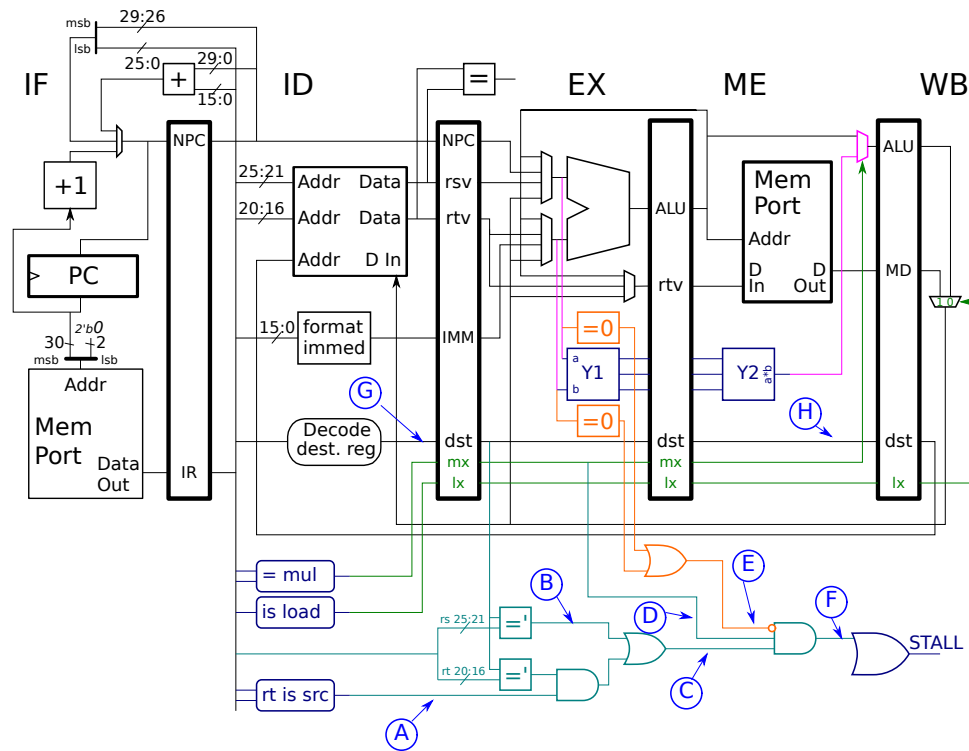 29:26
msb
lsb
25:0
29:0
15:0
+
=
IF
ID
EX
ME
WB
NPC
NPC
ALU
+1
25:21
Addr
Data
rsv
20:16
Addr
Data
rtv
Addr
D In
ALU
Mem
Port
Addr
D
In
D
Out
MD
PC
rtv
1 0
2'b0
30
2
msb
lsb
15:0
format
immed
IMM
=0
a
b
Y1
Y2
a*b
Addr
Mem
Port
Data
Out
IR
G
Decode
dest. reg
dst
=0
dst
H
dst
mx
mx
lx
lx
lx
= mul
is load
rs 25:21
='
B
D
E
F
STALL
rt 20:16
='
C
rt is src
A